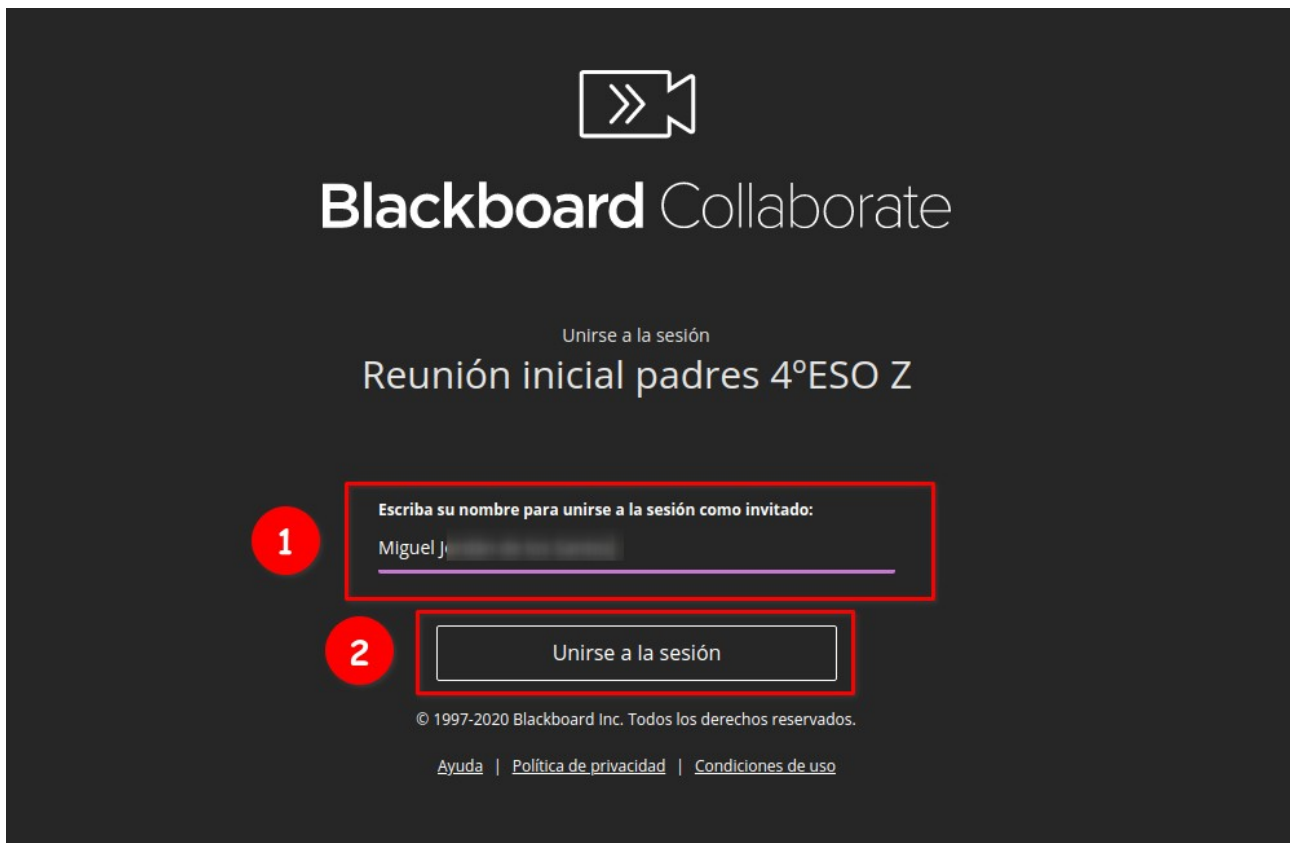 Blackboard Collaborate
Unirse a la sesión
Reunión inicial padres 4ºESO Z
Escriba su nombre para unirse a la sesión como invitado:
1
Miguel
2
Unirse a la sesión
© 1997-2020 Blackboard Inc. Todos los derechos reservados.
Ayuda | Política de privacidad | Condiciones de uso